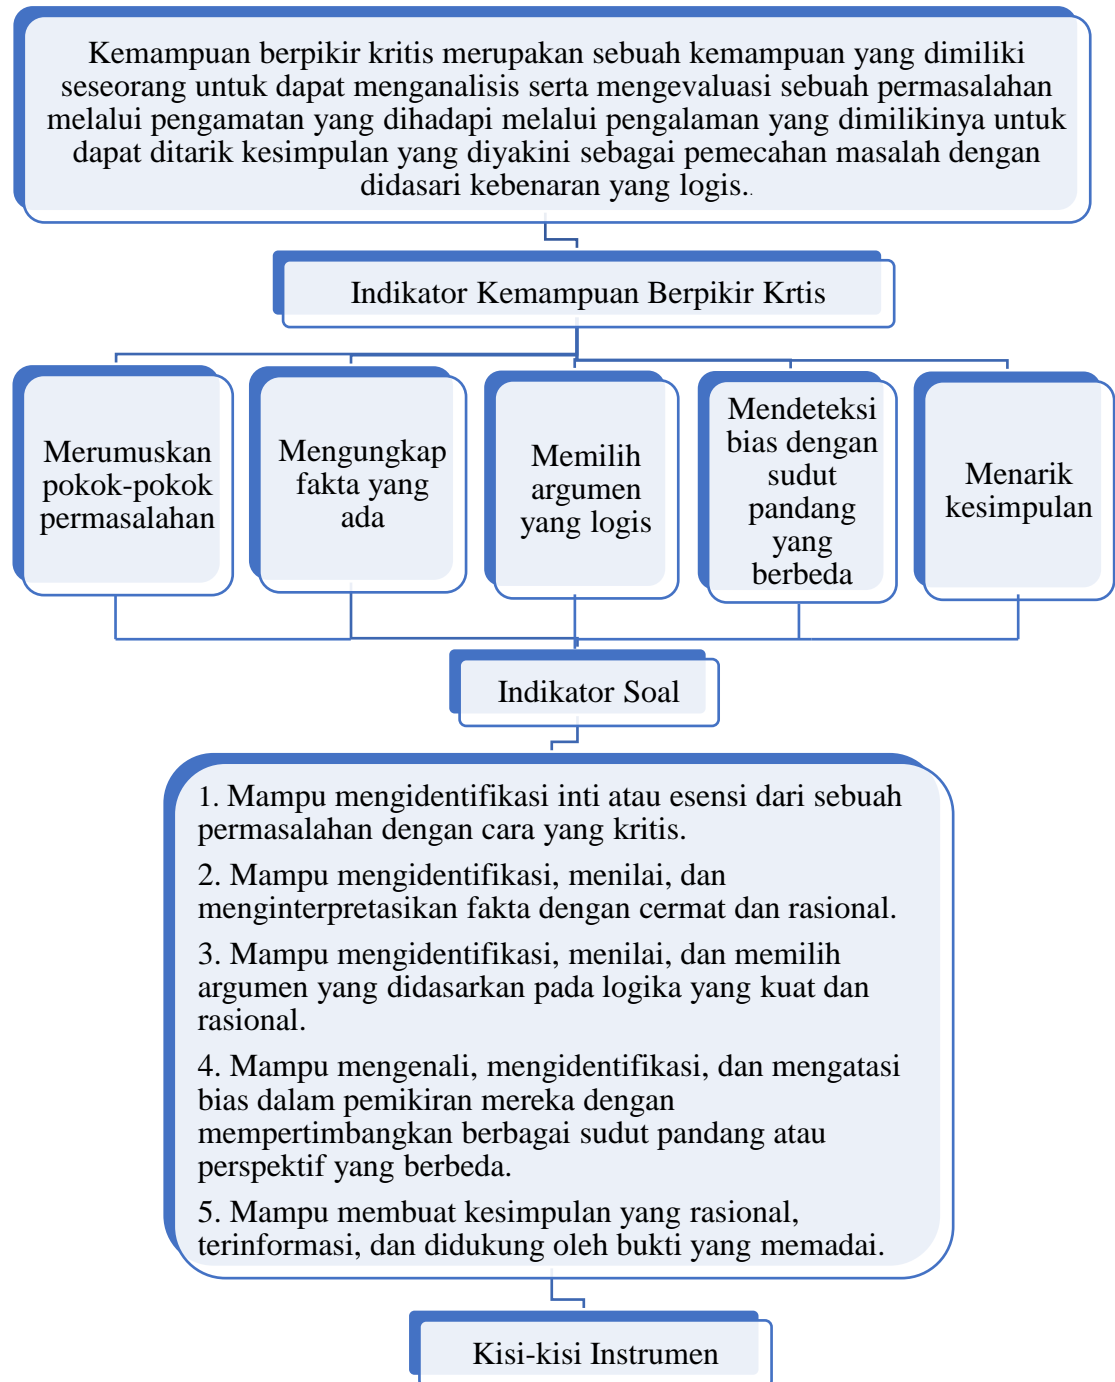 Kemampuan berpikir kritis merupakan sebuah kemampuan yang dimiliki
seseorang untuk dapat menganalisis serta mengevaluasi sebuah permasalahan
melalui pengamatan yang dihadapi melalui pengalaman yang dimilikinya untuk
dapat ditarik kesimpulan yang diyakini sebagai pemecahan masalah dengan
didasari kebenaran yang logis..
Indikator Kemampuan Berpikir Krtis
Merumuskan
pokok-pokok
permasalahan
Mengungkap
fakta yang
ada
Memilih
argumen
yang logis
Mendeteksi
bias dengan
sudut
pandang
yang
berbeda
Menarik
kesimpulan
Indikator Soal
1. Mampu mengidentifikasi inti atau esensi dari sebuah
permasalahan dengan cara yang kritis.
2. Mampu mengidentifikasi, menilai, dan
menginterpretasikan fakta dengan cermat dan rasional.
3. Mampu mengidentifikasi, menilai, dan memilih
argumen yang didasarkan pada logika yang kuat dan
rasional.
4. Mampu mengenali, mengidentifikasi, dan mengatasi
bias dalam pemikiran mereka dengan
mempertimbangkan berbagai sudut pandang atau
perspektif yang berbeda.
5. Mampu membuat kesimpulan yang rasional,
terinformasi, dan didukung oleh bukti yang memadai.
Kisi-kisi Instrumen